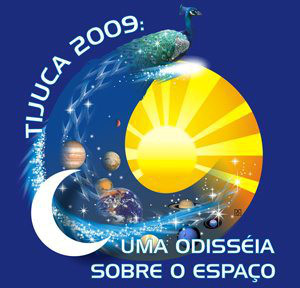 TIJUCA 2009:
UMA ODISSÉIA
SOBRE O ESPAÇO